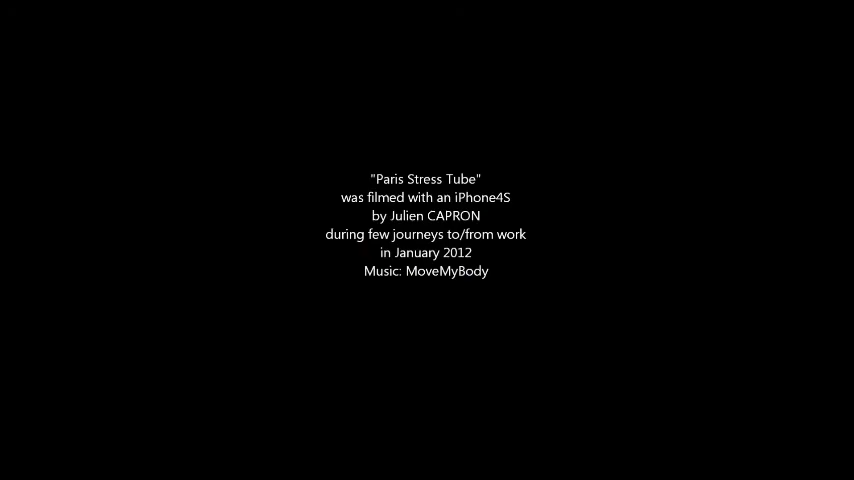 "Paris Stress Tube"
was filmed with an iPhone4S
by Julien CAPRON
during few journeys to/from work
in January 2012
Music: MoveMyBody